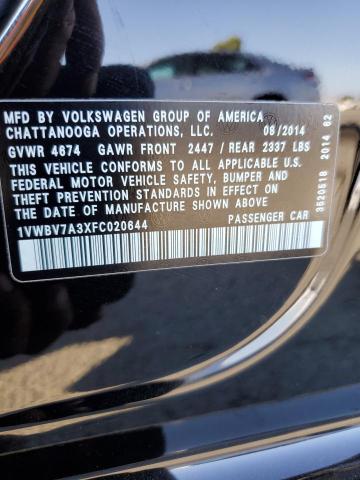 MFD BY VOLKSWAGEN GROUP OF AMERICA
CHATTANOOGA OPERATIONS, LLC. 08/2014
GVWR 4674 GAWR FRONT 2447 / REAR 2337 LBS
THIS VEHICLE CONFORMS TO ALL APPLICABLE U.S.
FEDERAL MOTOR VEHICLE SAFETY, BUMPER AND
THEFT PREVENTION STANDARDS IN EFFECT ON
THE DATE OF MANUFACTURE SHOWN ABOVE
1VWBV7A3XFC020644 PASSENGER CAR
3520518 2014 62